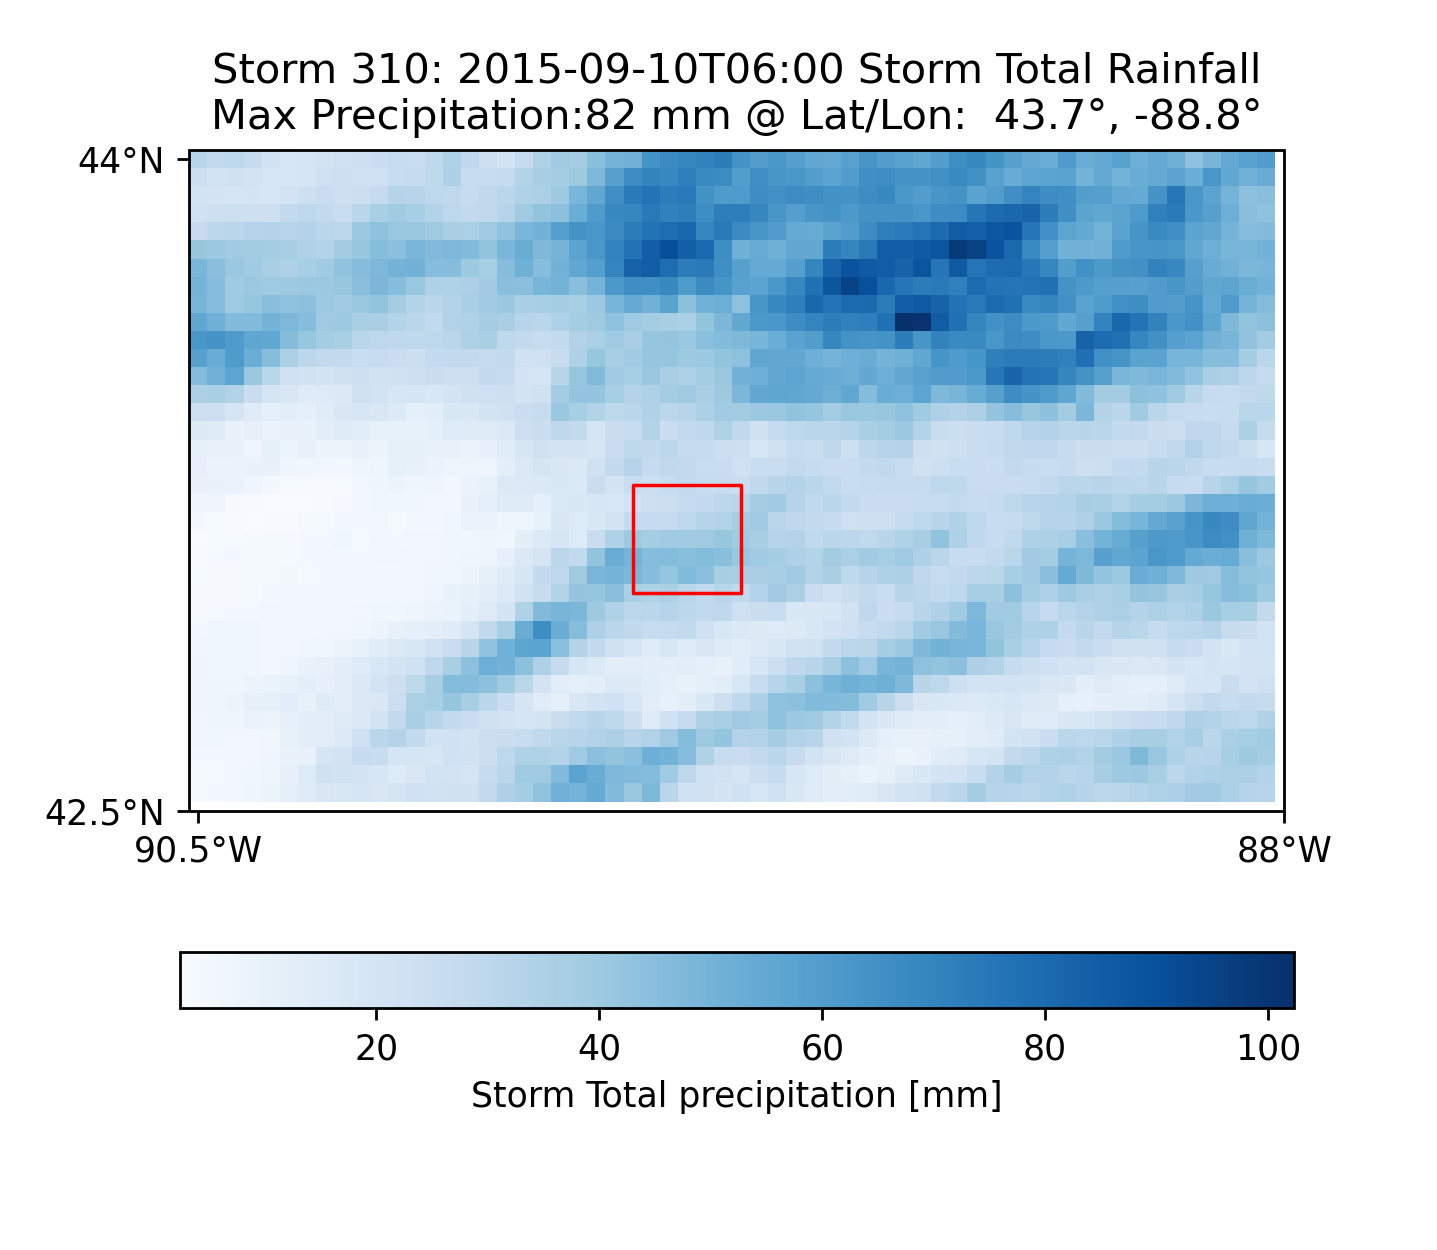 Storm 310: 2015-09-10T06:00 Storm Total Rainfall
Max Precipitation:82 mm @ Lat/Lon:  43.7°, -88.8°
44°N
42.5°N
90.5°W 88°W
20 40 60 80 100
Storm Total precipitation [mm]